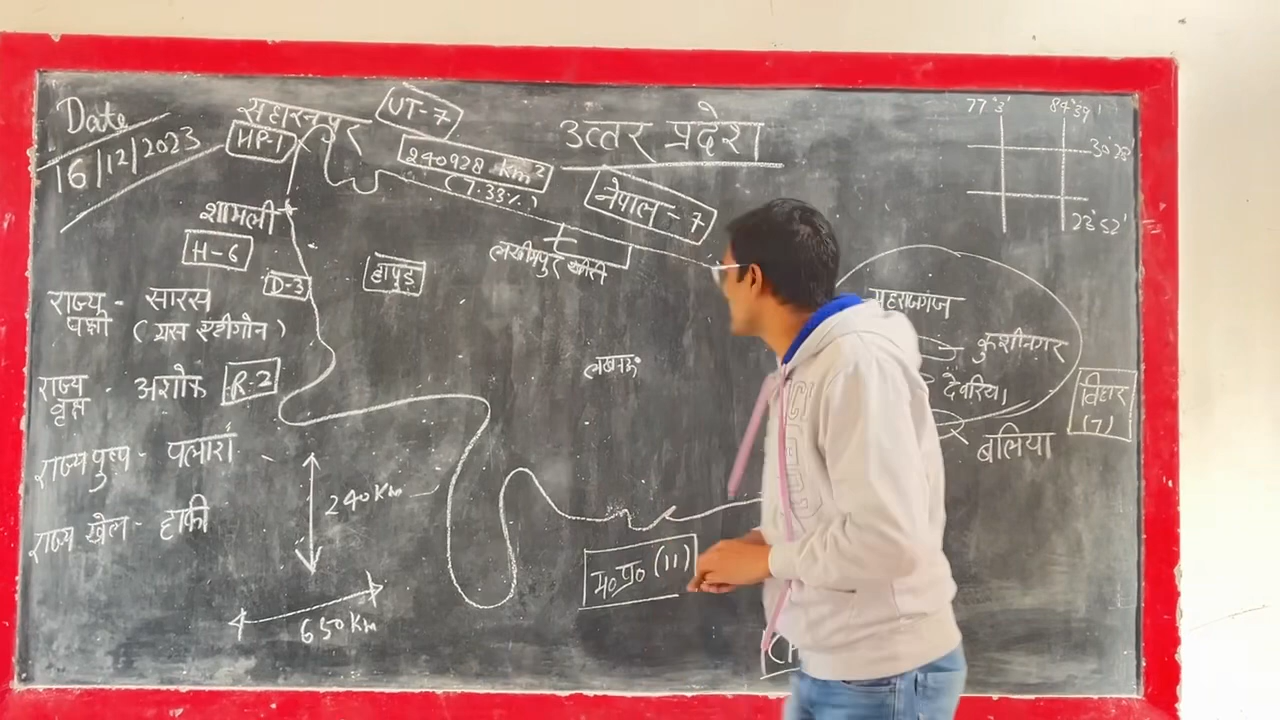 Date
16/12/2023
सहारनपुर
HP-1
UT-7
240928 km²
(7.33%)
उत्तर प्रदेश
नेपाल - 7
77°3'
84°39'
30°28'
23°52'
शामली
H-6
D-3
हापुड़
लखीमपुर खीरी
राज्य पक्षी - सारस
(ग्रस एन्टीगोन)
राज्य वृक्ष - अशोक
R-2
लखनऊ
महराजगंज
कुशीनगर
देवरिया
बिहार
(7)
बलिया
राज्य पुष्प - पलाश
240 Km
राज्य खेल - हाकी
650 Km
म०प्र० (11)